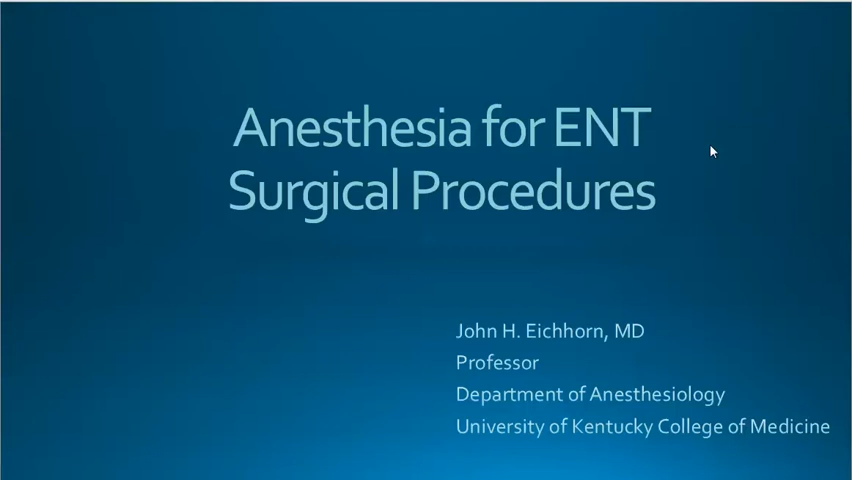 Anesthesia for ENT
Surgical Procedures
John H. Eichhorn, MD
Professor
Department of Anesthesiology
University of Kentucky College of Medicine